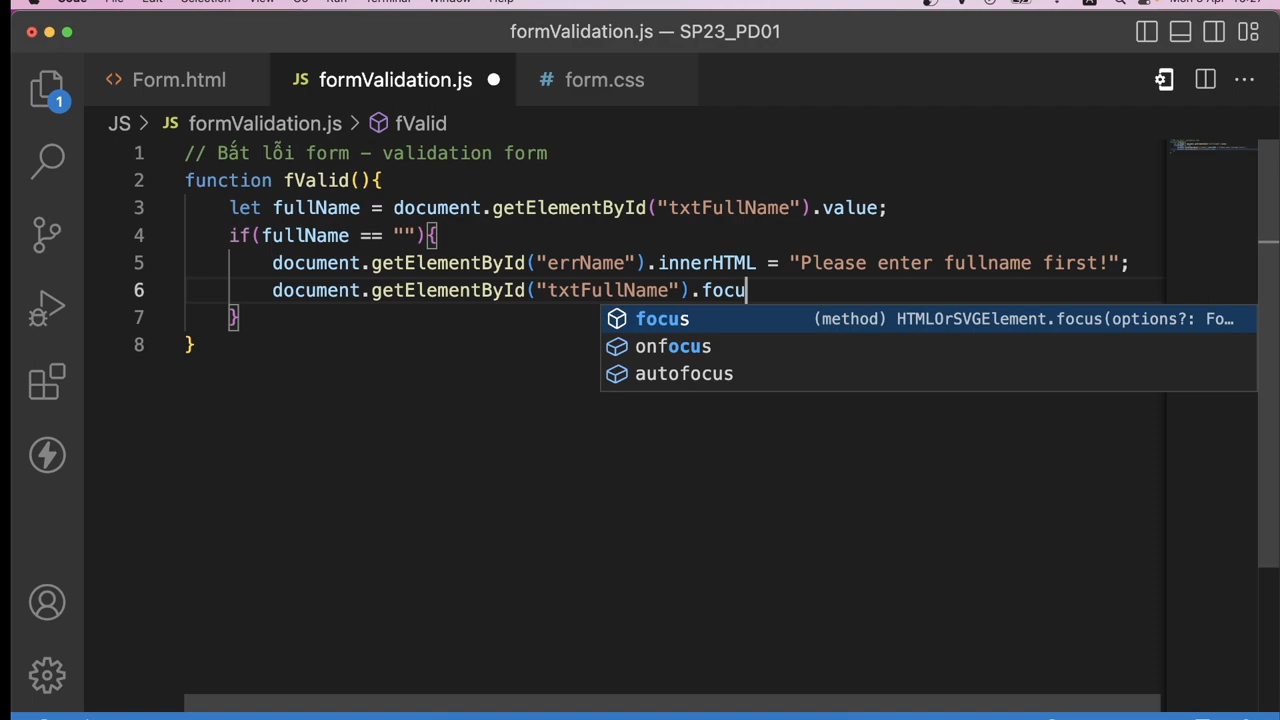 formValidation.js — SP23_PD01
Form.html
JS formValidation.js
# form.css
1
JS > JS formValidation.js > fValid
1 // Bắt lỗi form – validation form
2 function fValid(){
3 let fullName = document.getElementById("txtFullName").value;
4 if(fullName == ""){
5 document.getElementById("errName").innerHTML = "Please enter fullname first!";
6 document.getElementById("txtFullName").focu
7 }
8 }
focus (method) HTMLOrSVGElement.focus(options?: Fo…
onfocus
autofocus